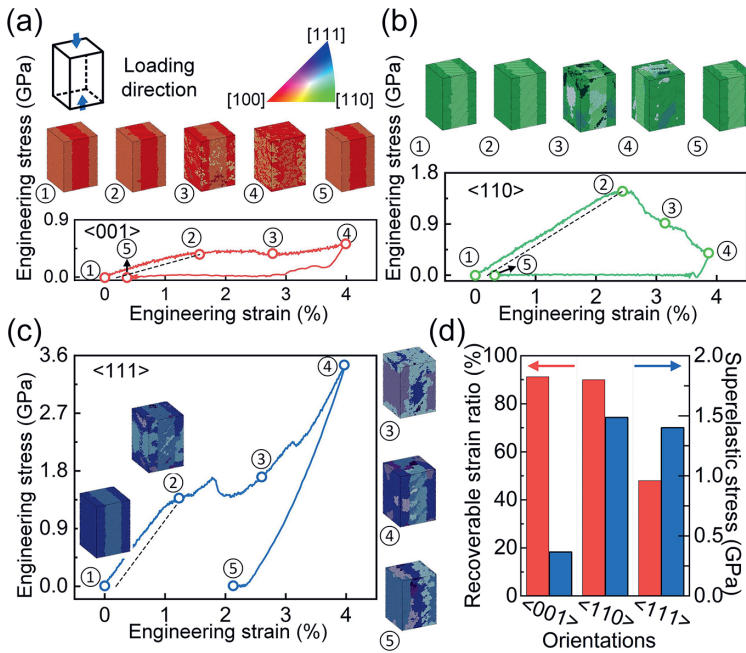 (a)
Loading
direction
[111]
[100]
[110]
① ② ③ ④ ⑤
Engineering stress (GPa)
0.9
0.0
<001>
① ⑤ ② ③ ④
0 1 2 3 4
Engineering strain (%)
(b)
① ② ③ ④ ⑤
Engineering stress (GPa)
1.8
0.9
0.0
<110>
① ⑤ ② ③ ④
0 1 2 3 4
Engineering strain (%)
(c)
Engineering stress (GPa)
3.6
2.7
1.8
0.9
0.0
<111>
① ② ③ ④ ⑤
0 1 2 3 4
Engineering strain (%)
③
④
⑤
(d)
Recoverable strain ratio (%)
100
80
60
40
20
0
2.0
1.5
1.0
0.5
0.0
Superelastic stress (GPa)
<001> <110> <111>
Orientations